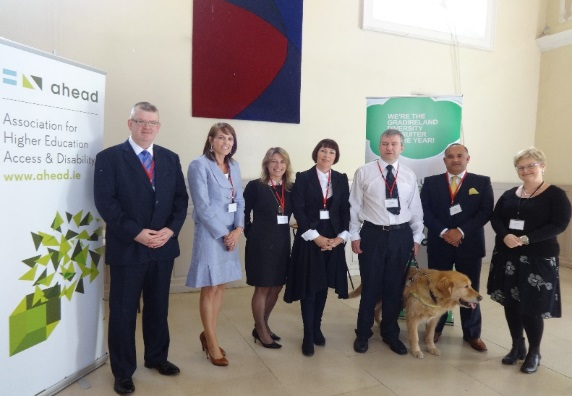 ahead
Association for
Higher Education
Access & Disability
www.ahead.ie
WE'RE THE
GRADIRELAND
DIVERSITY
THE YEAR!